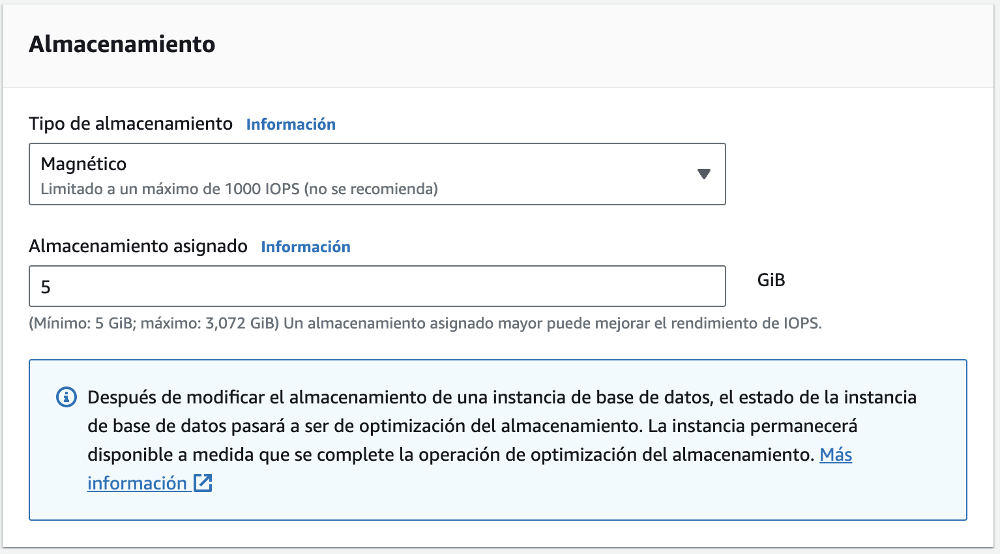 Almacenamiento
Tipo de almacenamiento Información
Magnético
Limitado a un máximo de 1000 IOPS (no se recomienda)
Almacenamiento asignado Información
5
GiB
(Mínimo: 5 GiB; máximo: 3,072 GiB) Un almacenamiento asignado mayor puede mejorar el rendimiento de IOPS.
Después de modificar el almacenamiento de una instancia de base de datos, el estado de la instancia
de base de datos pasará a ser de optimización del almacenamiento. La instancia permanecerá
disponible a medida que se complete la operación de optimización del almacenamiento. Más
información